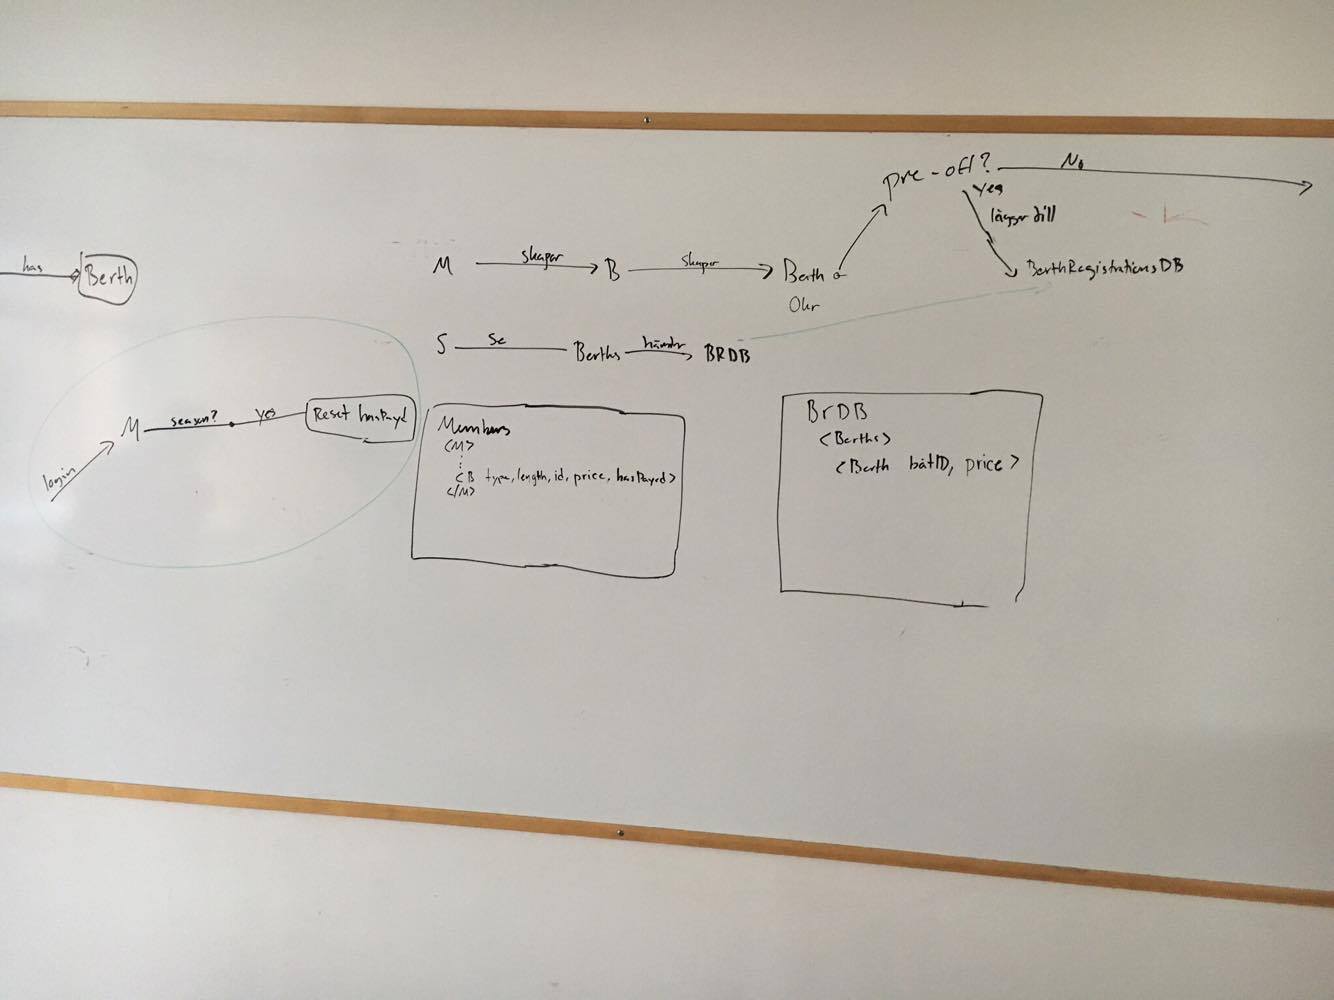 pre-off?
No
yes
lägger till
has
Berth
M skapar B skapar Berth
BerthRegistrationsDB
S Se Berths hämtar BRDB
login
M season? yes Reset hasPayd
Members
<M>
<B type, length, id, price, hasPayed>
</M>
BrDB
<Berths>
<Berth båtID, price>